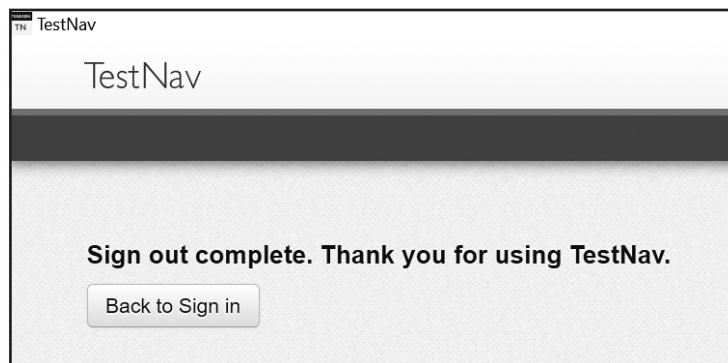 TN TestNav
TestNav
Sign out complete. Thank you for using TestNav.
Back to Sign in